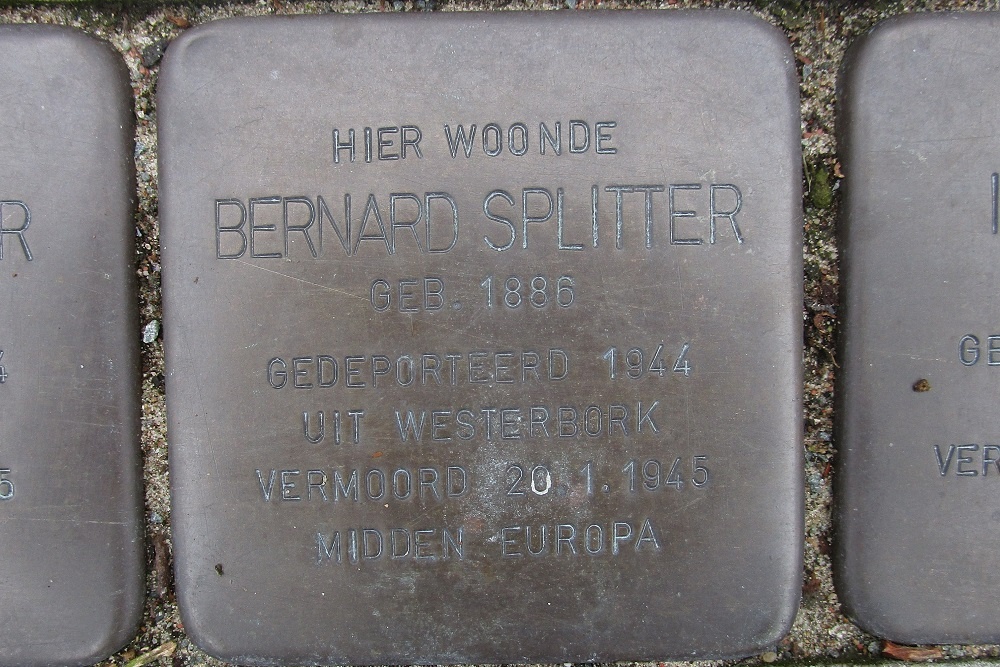 HIER WOONDE
BERNARD SPLITTER
GEB. 1886
GEDEPORTEERD 1944
UIT WESTERBORK
VERMOORD 20.1.1945
MIDDEN EUROPA